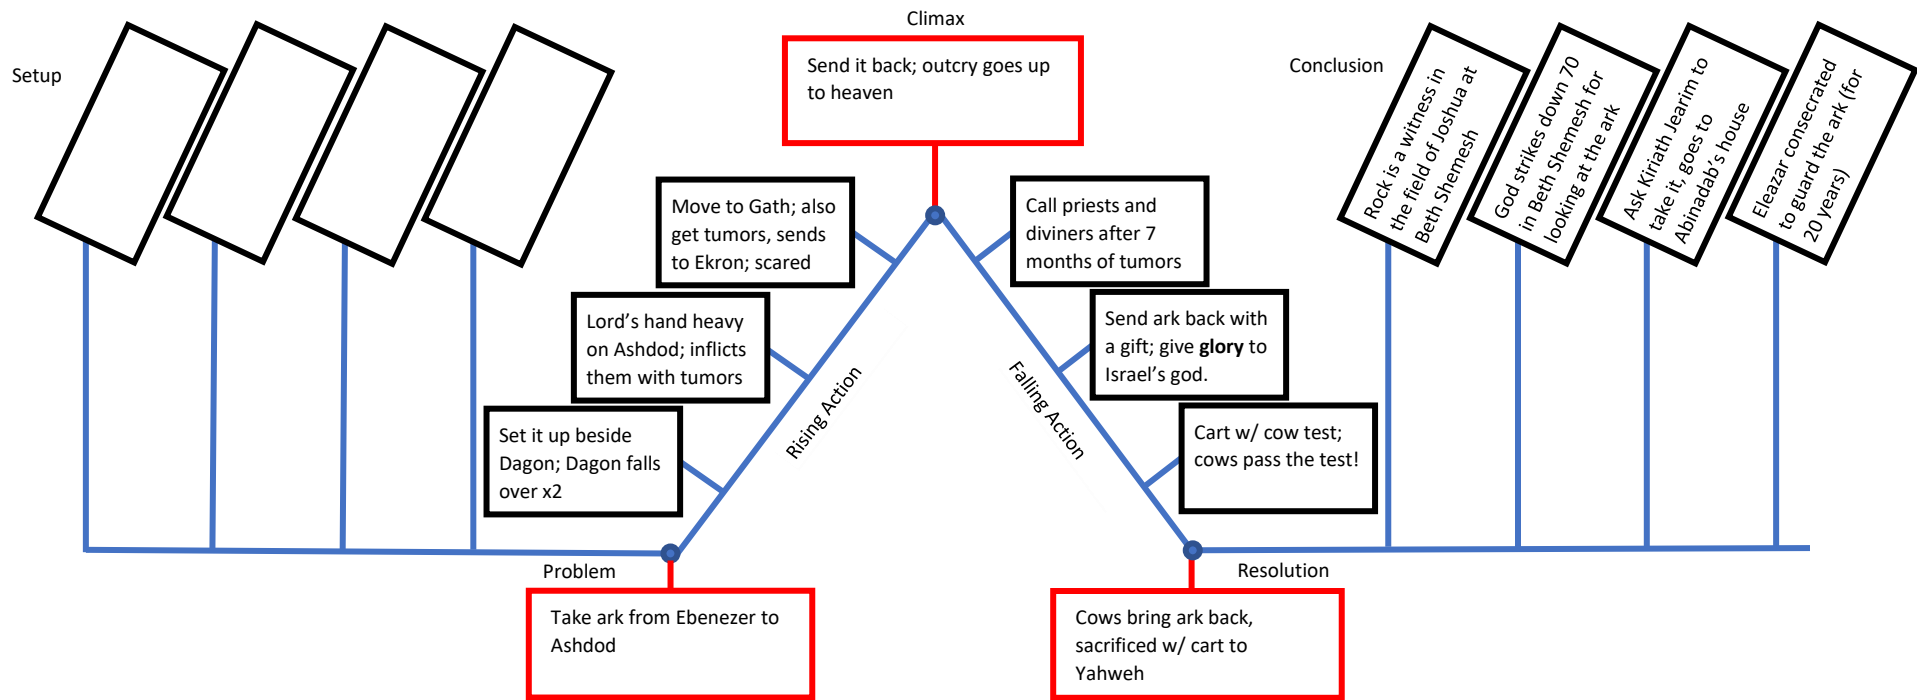 Setup
Climax
Send it back; outcry goes up
to heaven
Conclusion
Move to Gath; also
get tumors, sends
to Ekron; scared
Lord’s hand heavy
on Ashdod; inflicts
them with tumors
Set it up beside
Dagon; Dagon falls
over x2
Rising Action
Problem
Take ark from Ebenezer to
Ashdod
Call priests and
diviners after 7
months of tumors
Send ark back with
a gift; give glory to
Israel’s god.
Cart w/ cow test;
cows pass the test!
Falling Action
Resolution
Cows bring ark back,
sacrificed w/ cart to
Yahweh
Rock is a witness in
the field of Joshua at
Beth Shemesh
God strikes down 70
in Beth Shemesh for
looking at the ark
Ask Kiriath Jearim to
take it, goes to
Abinadab’s house
Eleazar consecrated
to guard the ark (for
20 years)